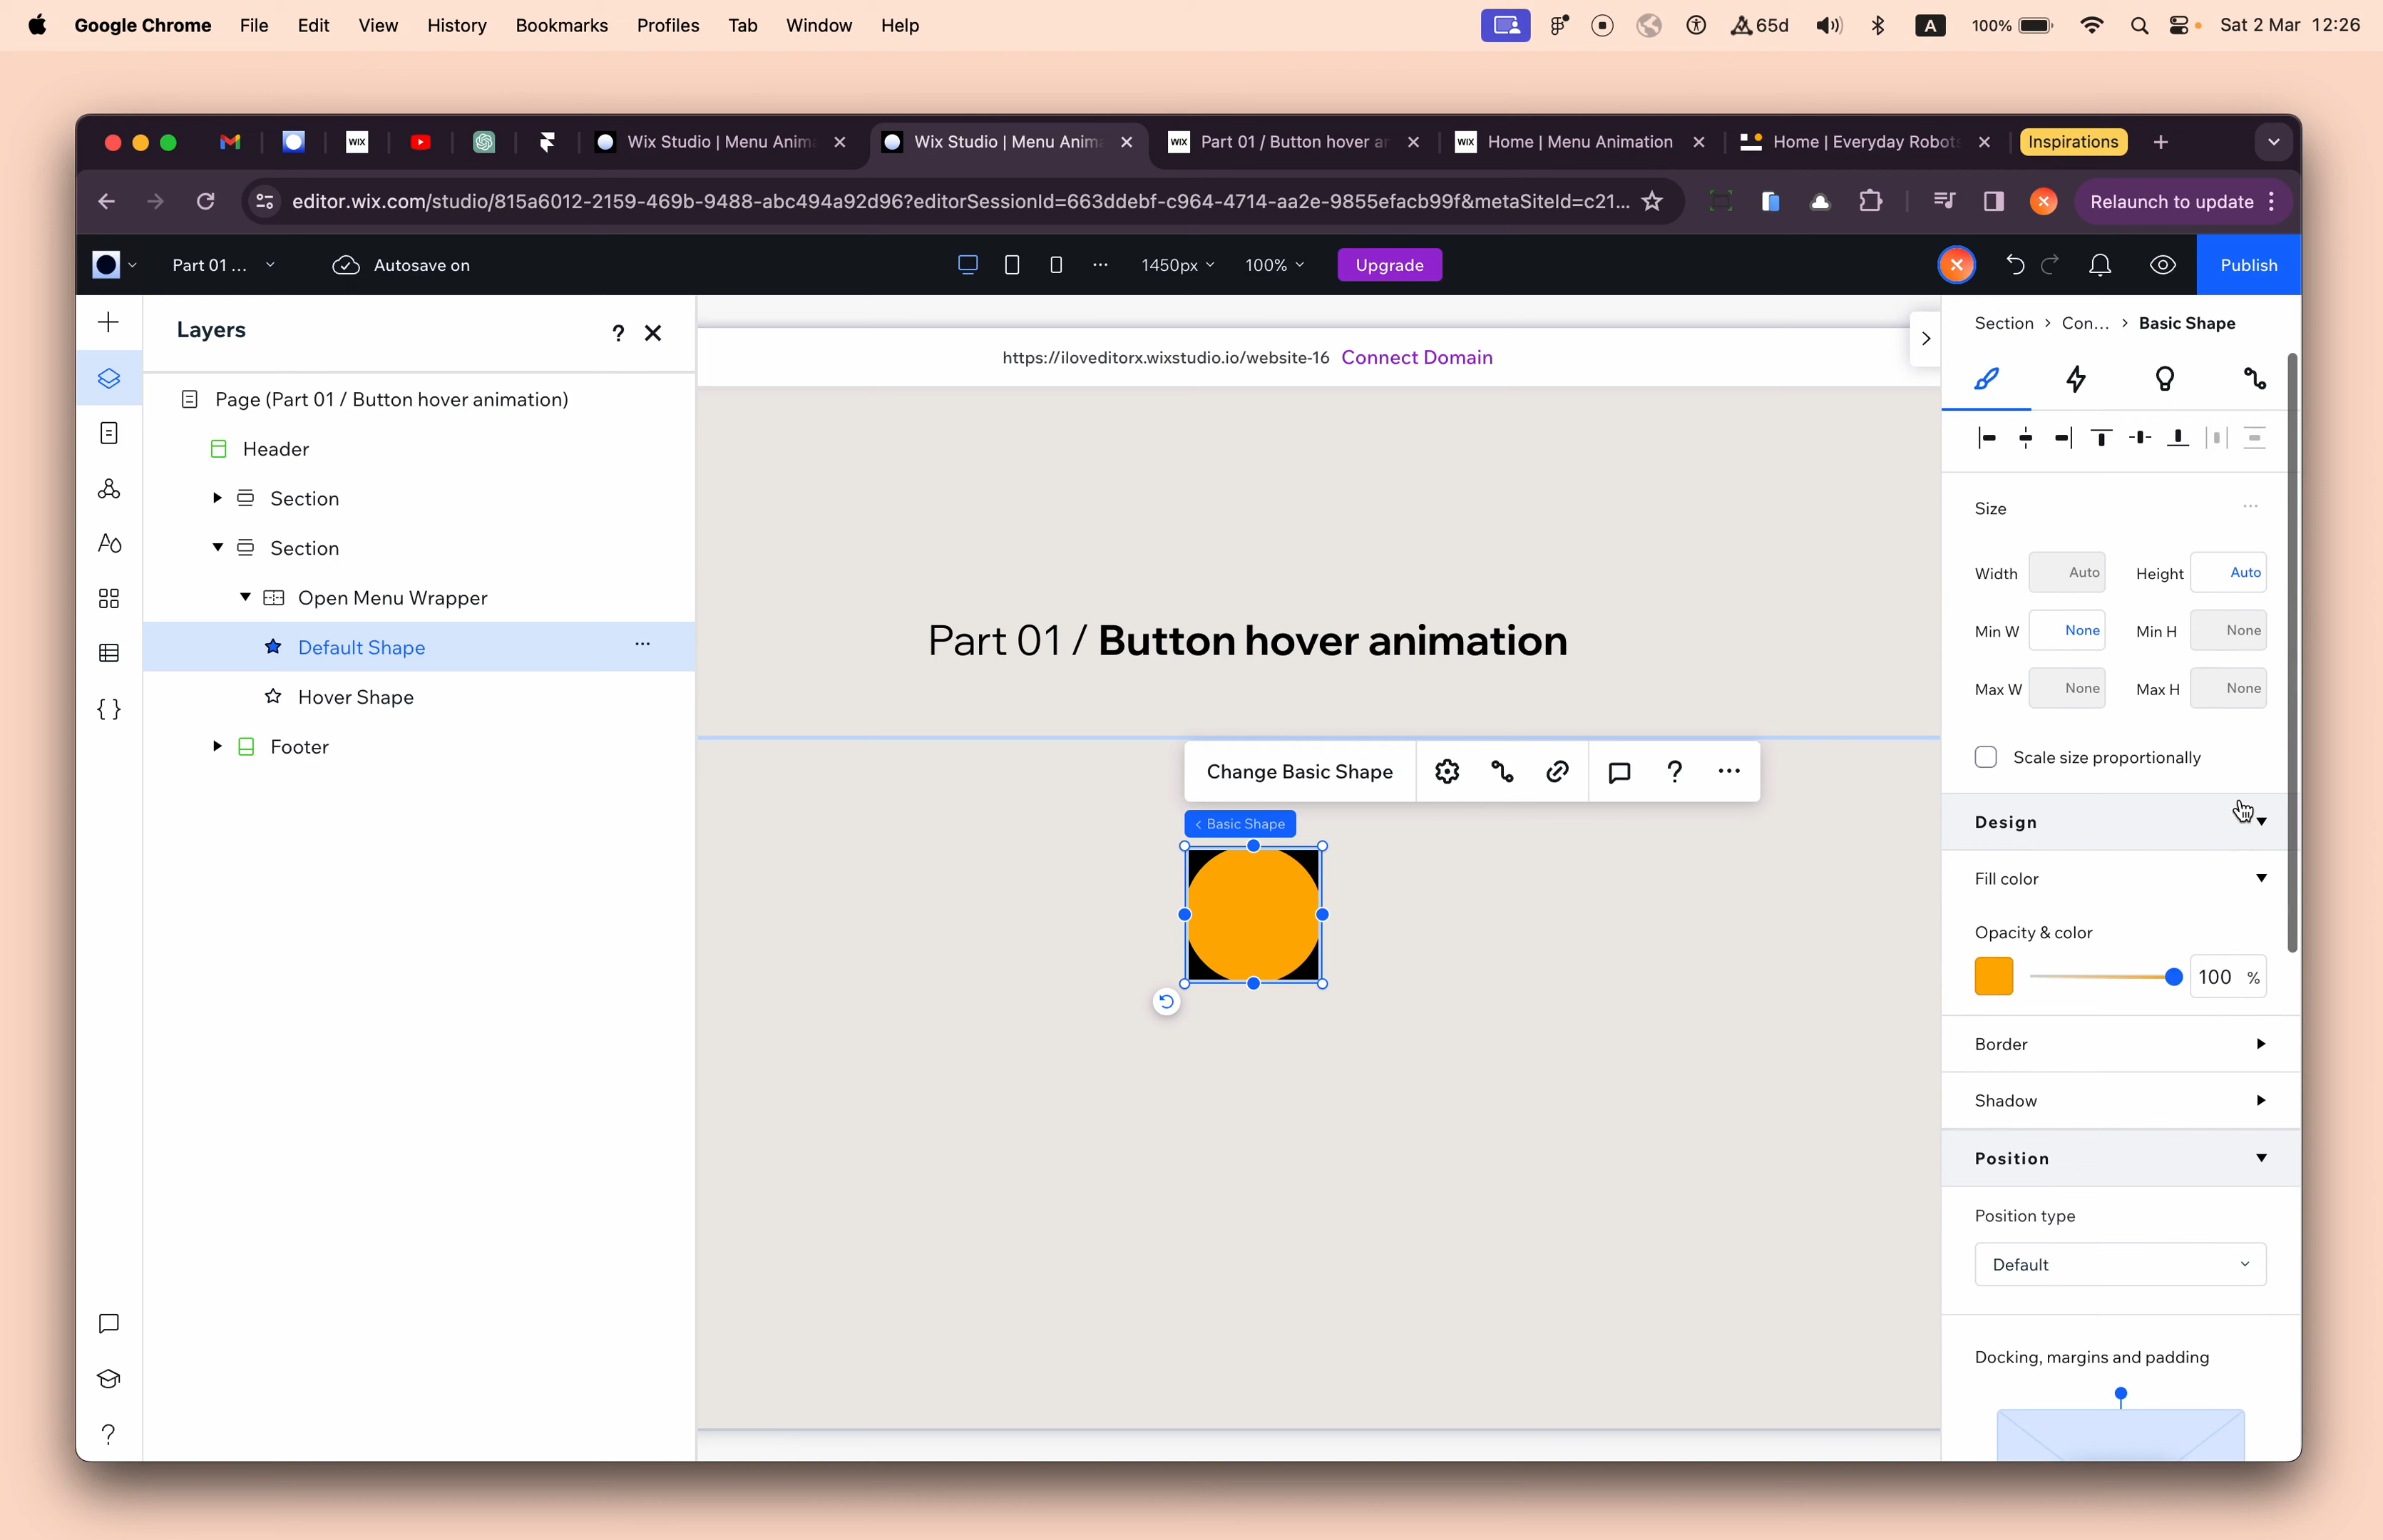 Google Chrome File Edit View History Bookmarks Profiles Tab Window Help 65d A 100% Sat 2 Mar 12:26
WIX Wix Studio | Menu Anim Wix Studio | Menu Anim WIX Part 01 / Button hover an WIX Home | Menu Animation Home | Everyday Robots Inspirations
editor.wix.com/studio/815a6012-2159-469b-9488-abc494a92d96?editorSessionId=663ddebf-c964-4714-aa2e-9855efacb99f&metaSiteId=c21... Relaunch to update
Part 01 ... Autosave on 1450px 100% Upgrade Publish
Layers ?
Page (Part 01 / Button hover animation)
Header
Section
Section
Open Menu Wrapper
Default Shape ...
Hover Shape
Footer
https://iloveditorx.wixstudio.io/website-16 Connect Domain
Part 01 / Button hover animation
Change Basic Shape ? ...
< Basic Shape
Section > Con... > Basic Shape
Size ...
Width Auto Height Auto
Min W None Min H None
Max W None Max H None
Scale size proportionally
Design
Fill color
Opacity & color
100 %
Border
Shadow
Position
Position type
Default
Docking, margins and padding
?